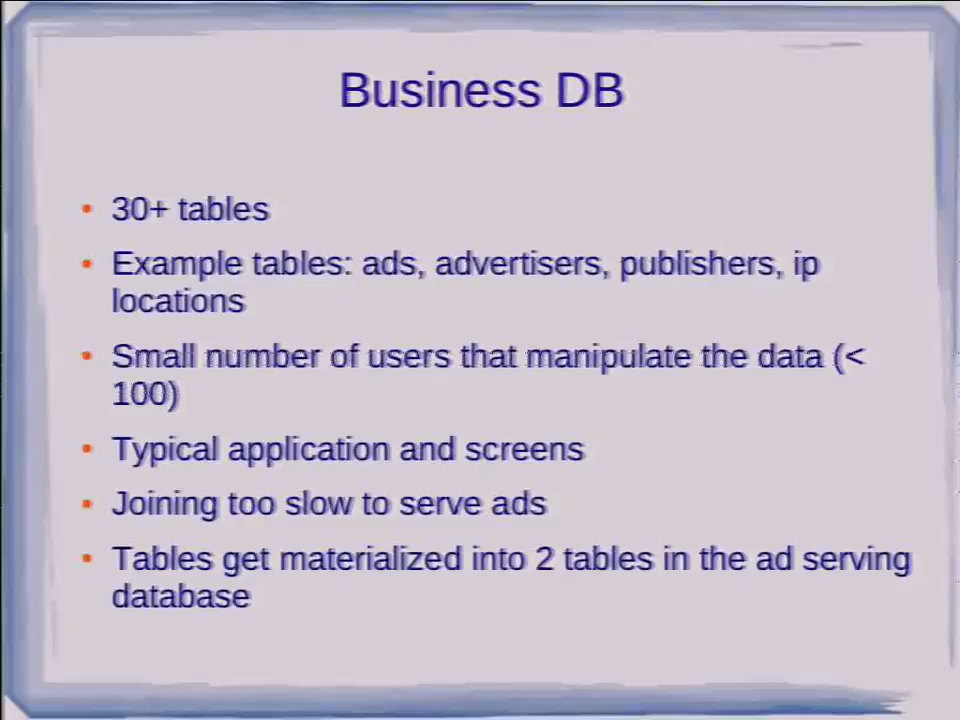 Business DB
• 30+ tables
• Example tables: ads, advertisers, publishers, ip
locations
• Small number of users that manipulate the data (<
100)
• Typical application and screens
• Joining too slow to serve ads
• Tables get materialized into 2 tables in the ad serving
database